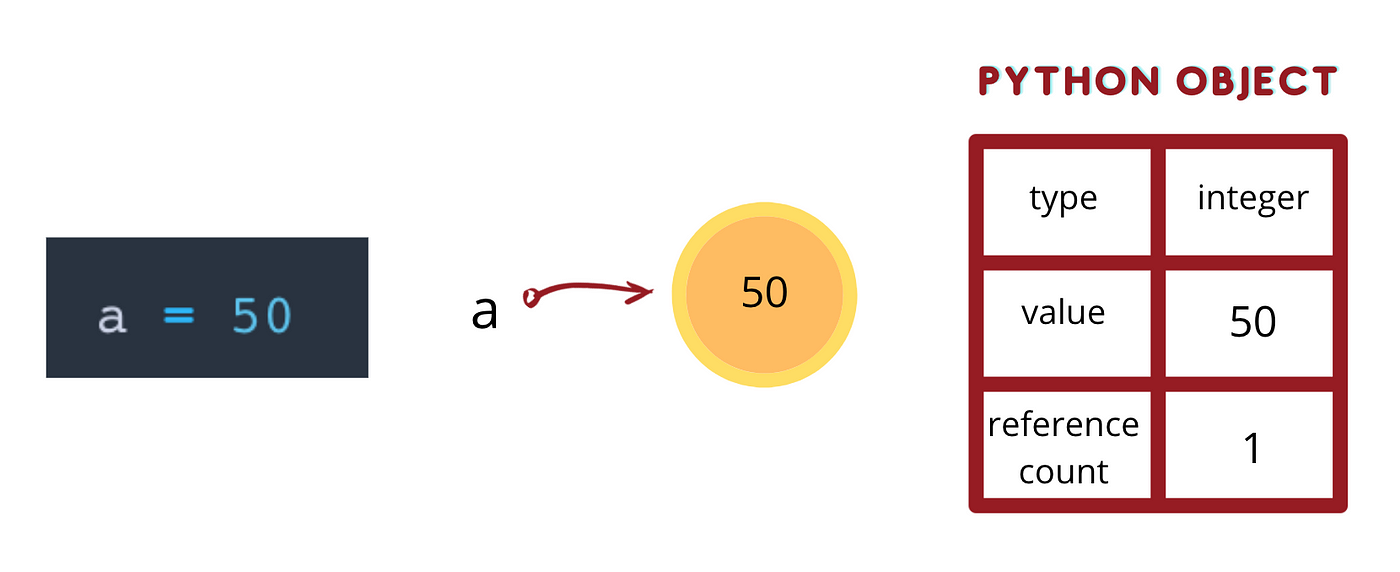 a = 50
a
50
PYTHON OBJECT
type integer
value 50
reference
count
1